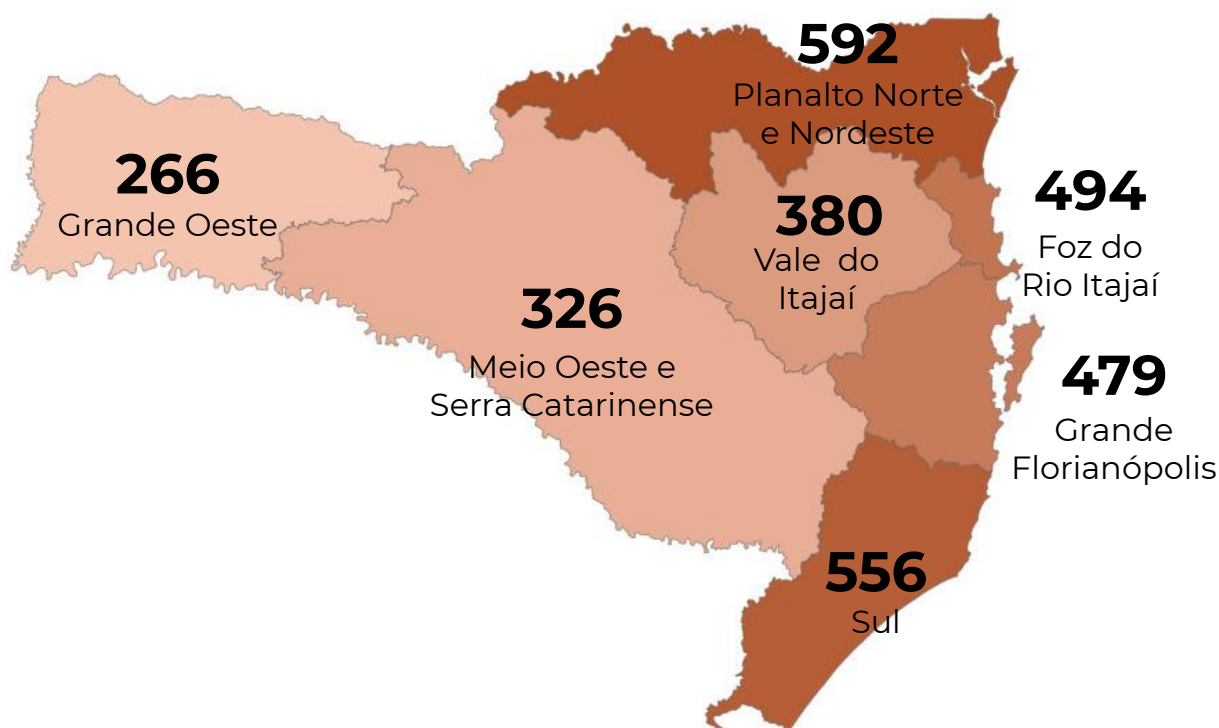 592
Planalto Norte
e Nordeste
266
Grande Oeste
380
Vale do
Itajaí
494
Foz do
Rio Itajaí
326
Meio Oeste e
Serra Catarinense
479
Grande
Florianópolis
556
Sul